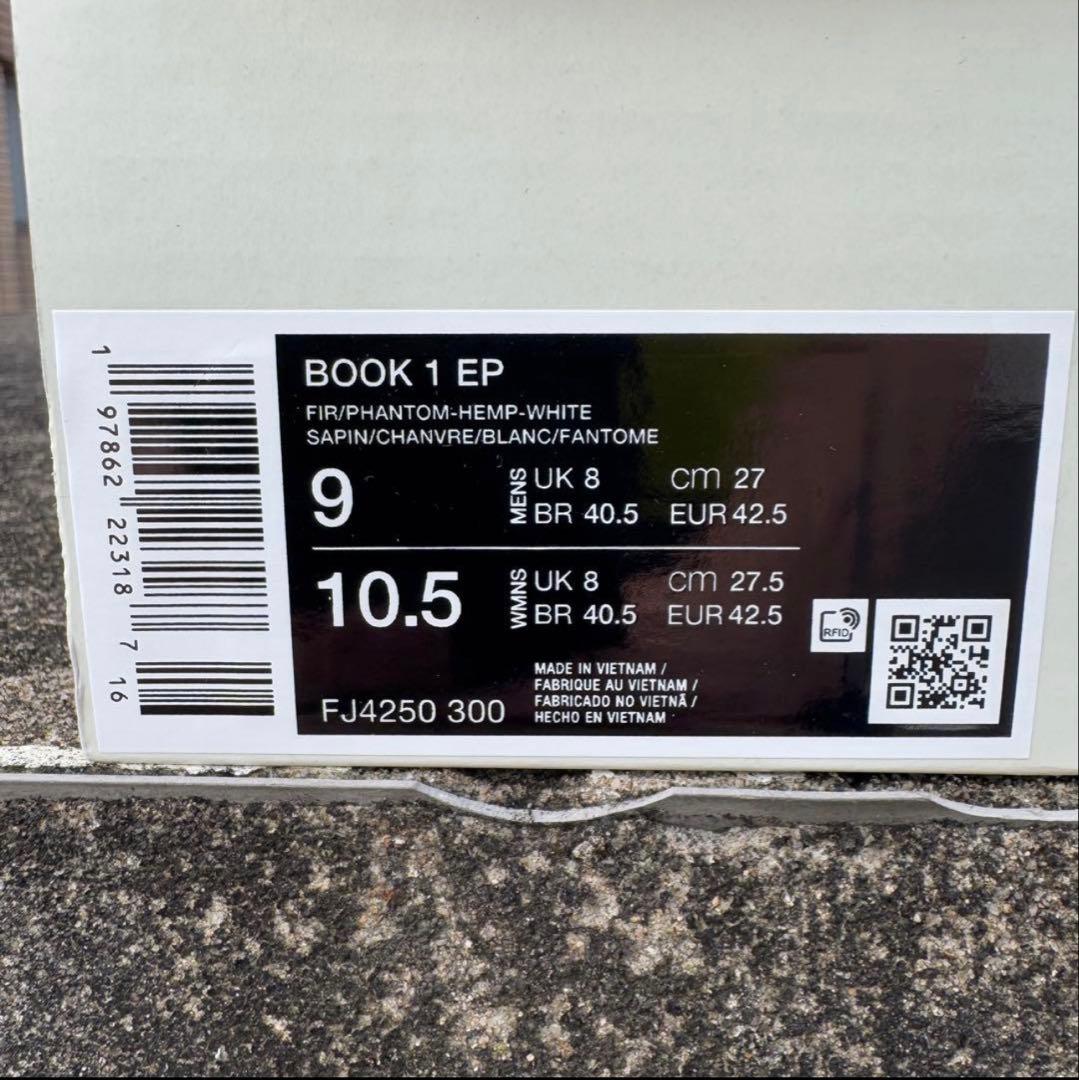 1 97862 22318 7 16
BOOK 1 EP
FIR/PHANTOM-HEMP-WHITE
SAPIN/CHANVRE/BLANC/FANTOME
9 MENS UK 8 cm 27
BR 40.5 EUR 42.5
10.5 WMNS UK 8 cm 27.5
BR 40.5 EUR 42.5
RFID
MADE IN VIETNAM /
FABRIQUE AU VIETNAM /
FABRICADO NO VIETNÃ /
HECHO EN VIETNAM
FJ4250 300